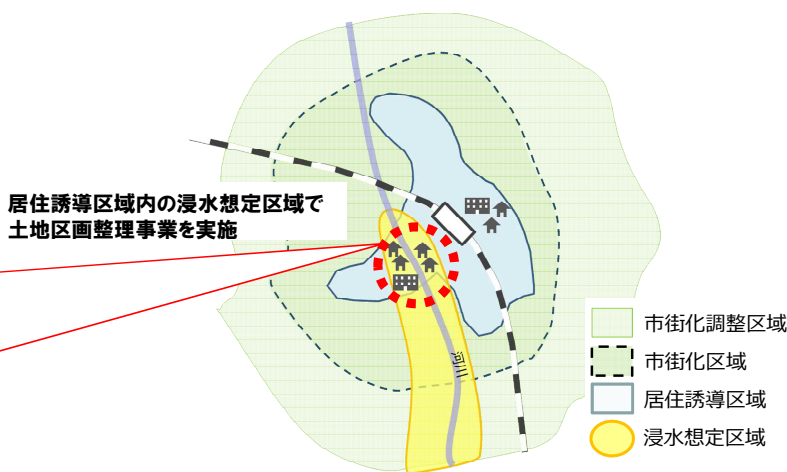 居住誘導区域内の浸水想定区域で
土地区画整理事業を実施
河川
市街化調整区域
市街化区域
居住誘導区域
浸水想定区域